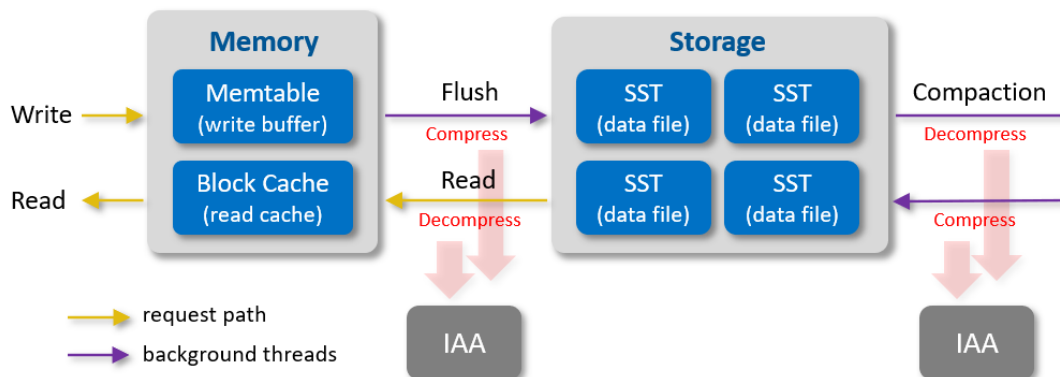 Memory
Storage
Memtable
(write buffer)
Flush
SST
(data file)
SST
(data file)
Compaction
Write
Compress
Decompress
Block Cache
(read cache)
Read
SST
(data file)
SST
(data file)
Read
Decompress
Compress
request path
background threads
IAA
IAA